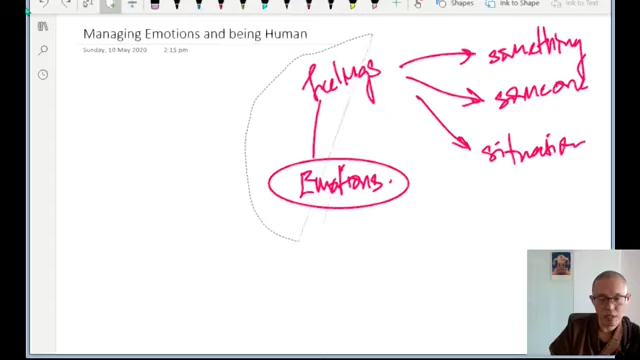 Shapes
Ink to Shape
Ink to Text
Managing Emotions and being Human
Sunday, 10 May 2020 2:15 pm
feelings
something
someone
situation
Emotions.